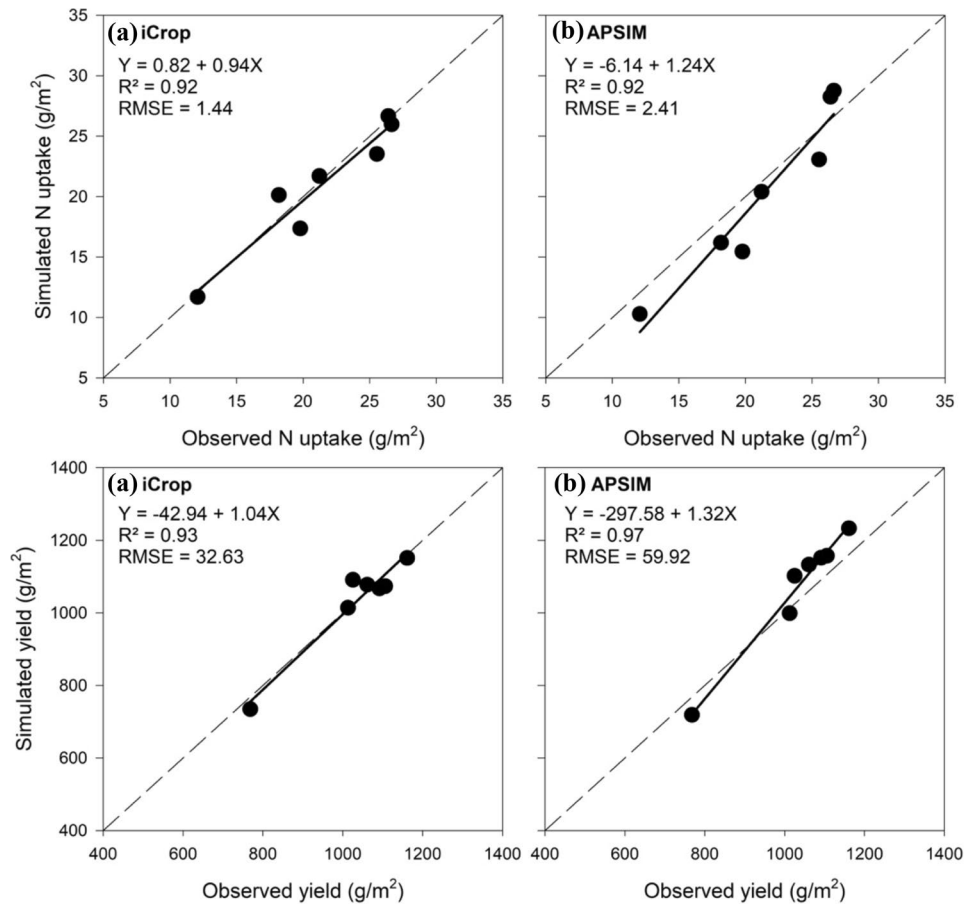 (a) iCrop
Y = 0.82 + 0.94X
R² = 0.92
RMSE = 1.44
35
30
25
20
15
10
5
Simulated N uptake (g/m²)
5 10 15 20 25 30 35
Observed N uptake (g/m²)
(b) APSIM
Y = -6.14 + 1.24X
R² = 0.92
RMSE = 2.41
5 10 15 20 25 30 35
Observed N uptake (g/m²)
(a) iCrop
Y = -42.94 + 1.04X
R² = 0.93
RMSE = 32.63
1400
1200
1000
800
600
400
Simulated yield (g/m²)
400 600 800 1000 1200 1400
Observed yield (g/m²)
(b) APSIM
Y = -297.58 + 1.32X
R² = 0.97
RMSE = 59.92
400 600 800 1000 1200 1400
Observed yield (g/m²)